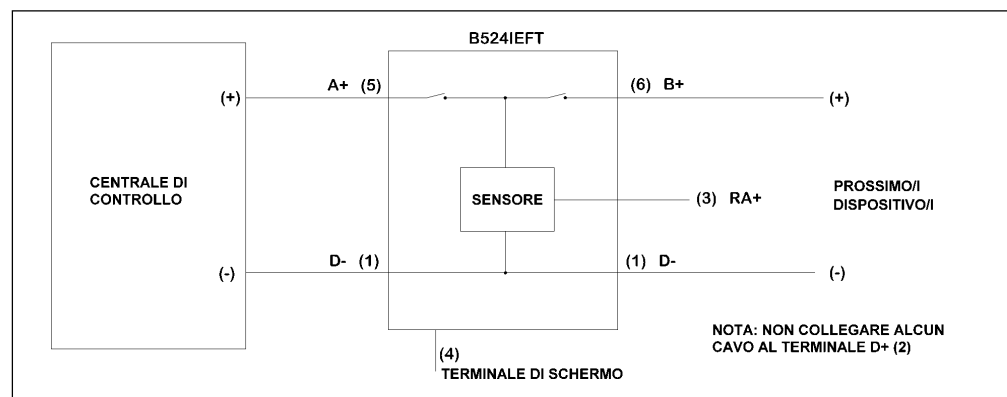 B524IEFT
(+) A+ (5) (6) B+ (+)
CENTRALE DI
CONTROLLO
SENSORE
(3) RA+
PROSSIMO/I
DISPOSITIVO/I
(-) D- (1) (1) D- (-)
(4)
TERMINALE DI SCHERMO
NOTA: NON COLLEGARE ALCUN
CAVO AL TERMINALE D+ (2)